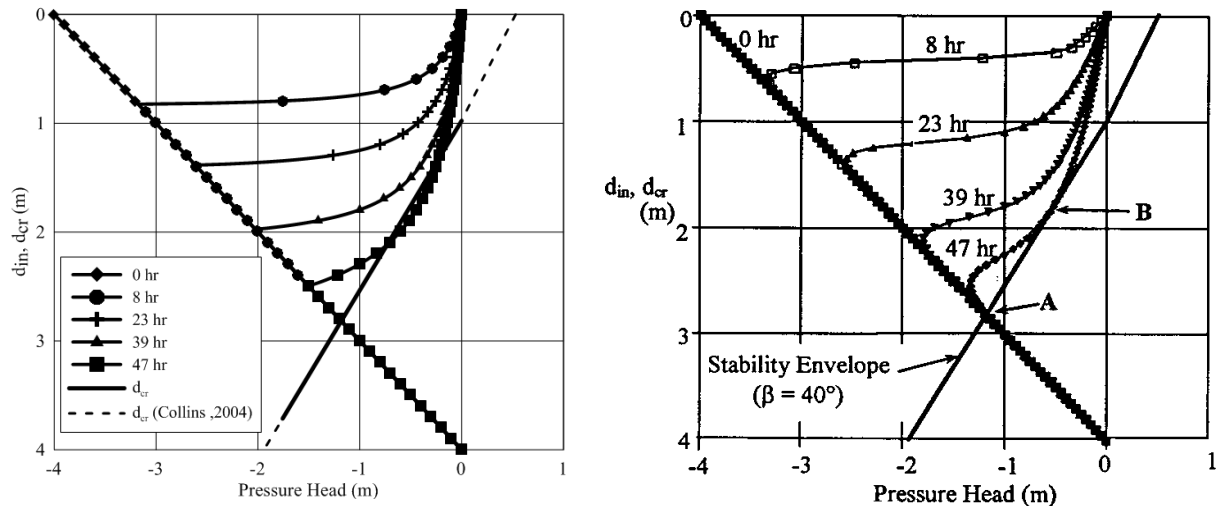 0
1
2
3
4
-4
-3
-2
-1
0
1
d_in, d_cr (m)
Pressure Head (m)
0 hr
8 hr
23 hr
39 hr
47 hr
d_cr
d_cr (Collins ,2004)
0
1
2
3
4
-4
-3
-2
-1
0
1
d_in, d_cr
(m)
Pressure Head (m)
0 hr
8 hr
23 hr
39 hr
47 hr
B
A
Stability Envelope
(β = 40°)